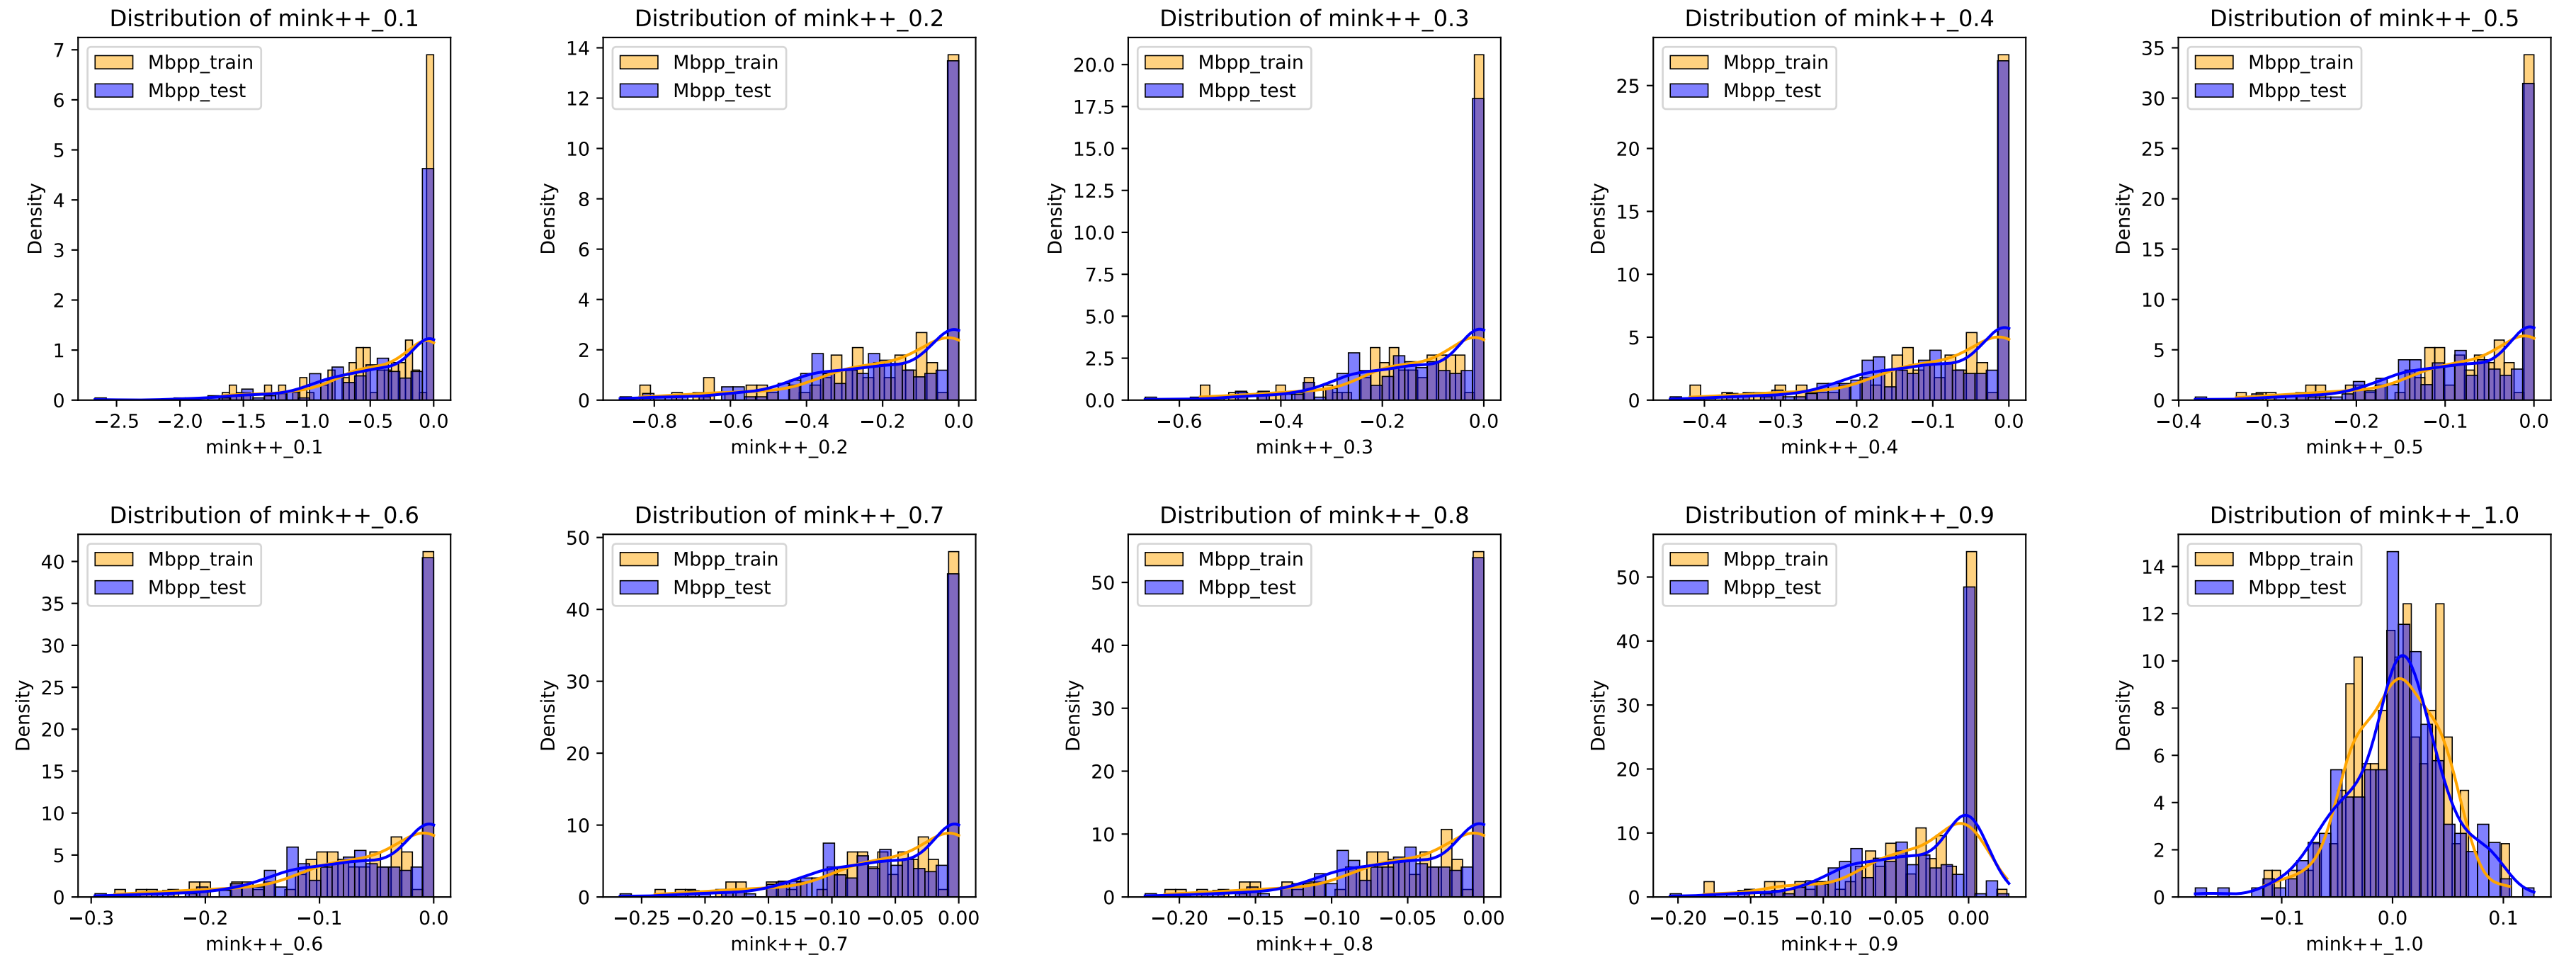 Distribution of mink++_0.1
Mbpp_train
Mbpp_test
Density
7
6
5
4
3
2
1
0
−2.5 −2.0 −1.5 −1.0 −0.5 0.0
mink++_0.1
Distribution of mink++_0.2
Mbpp_train
Mbpp_test
Density
14
12
10
8
6
4
2
0
−0.8 −0.6 −0.4 −0.2 0.0
mink++_0.2
Distribution of mink++_0.3
Mbpp_train
Mbpp_test
Density
20.0
17.5
15.0
12.5
10.0
7.5
5.0
2.5
0.0
−0.6 −0.4 −0.2 0.0
mink++_0.3
Distribution of mink++_0.4
Mbpp_train
Mbpp_test
Density
25
20
15
10
5
0
−0.4 −0.3 −0.2 −0.1 0.0
mink++_0.4
Distribution of mink++_0.5
Mbpp_train
Mbpp_test
Density
35
30
25
20
15
10
5
0
−0.4 −0.3 −0.2 −0.1 0.0
mink++_0.5
Distribution of mink++_0.6
Mbpp_train
Mbpp_test
Density
40
35
30
25
20
15
10
5
0
−0.3 −0.2 −0.1 0.0
mink++_0.6
Distribution of mink++_0.7
Mbpp_train
Mbpp_test
Density
50
40
30
20
10
0
−0.25 −0.20 −0.15 −0.10 −0.05 0.00
mink++_0.7
Distribution of mink++_0.8
Mbpp_train
Mbpp_test
Density
50
40
30
20
10
0
−0.20 −0.15 −0.10 −0.05 0.00
mink++_0.8
Distribution of mink++_0.9
Mbpp_train
Mbpp_test
Density
50
40
30
20
10
0
−0.20 −0.15 −0.10 −0.05 0.00
mink++_0.9
Distribution of mink++_1.0
Mbpp_train
Mbpp_test
Density
14
12
10
8
6
4
2
0
−0.1 0.0 0.1
mink++_1.0